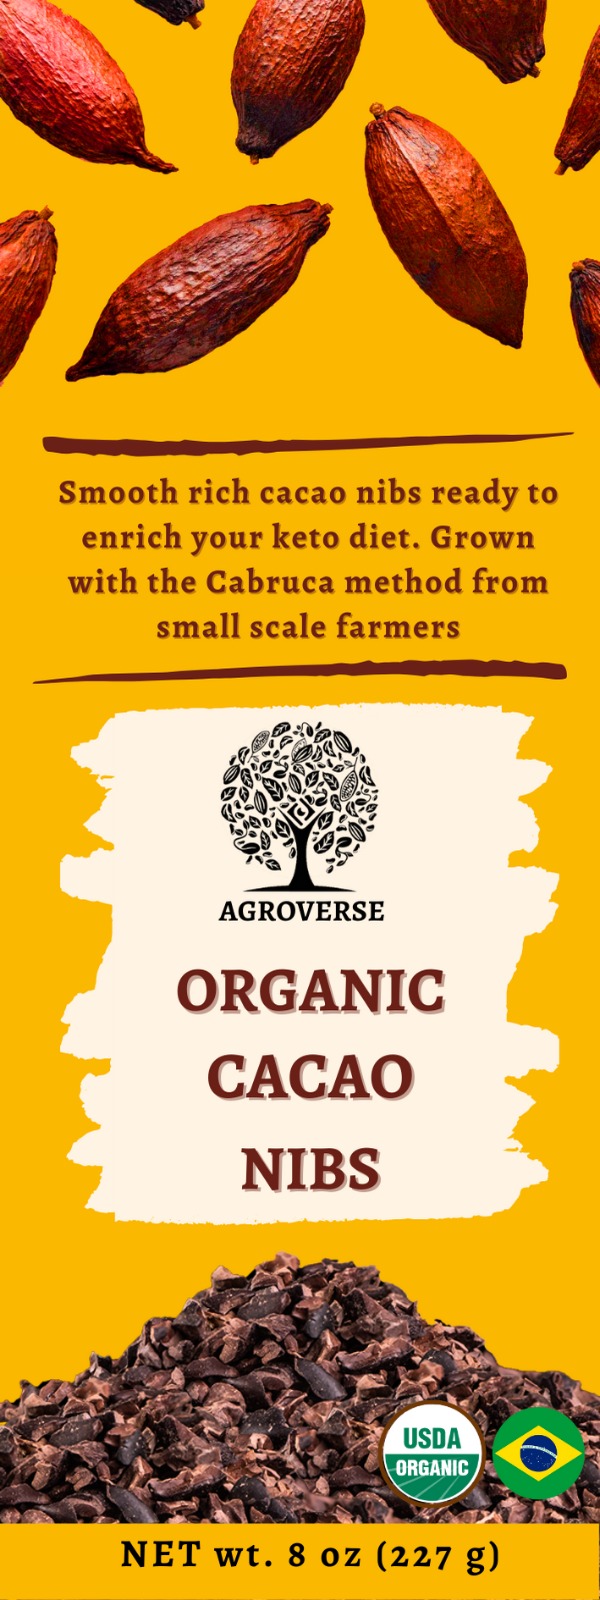 Smooth rich cacao nibs ready to
enrich your keto diet. Grown
with the Cabruca method from
small scale farmers
AGROVERSE
ORGANIC
CACAO
NIBS
USDA
ORGANIC
NET wt. 8 oz (227 g)